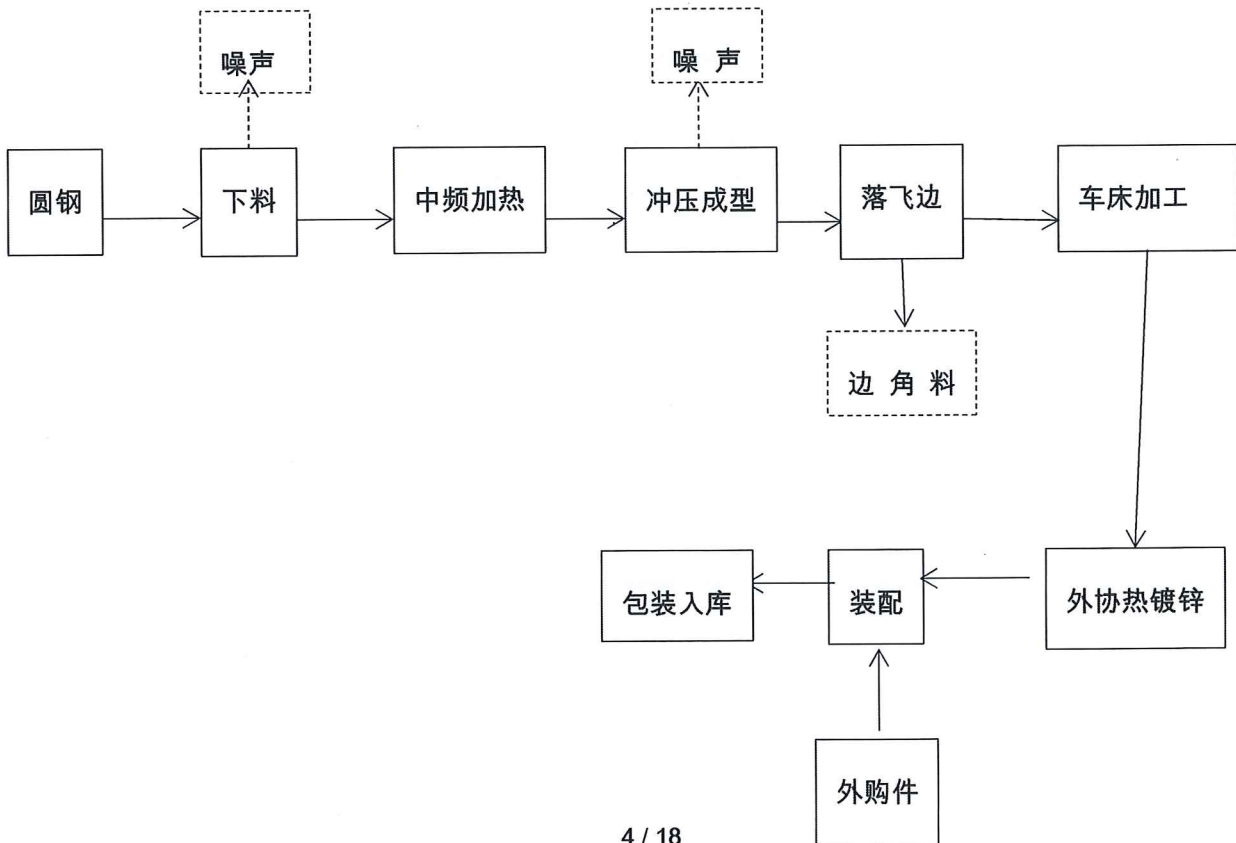 噪声
噪 声
圆钢
下料
中频加热
冲压成型
落飞边
车床加工
边 角 料
包装入库
装配
外协热镀锌
外购件
4 / 18